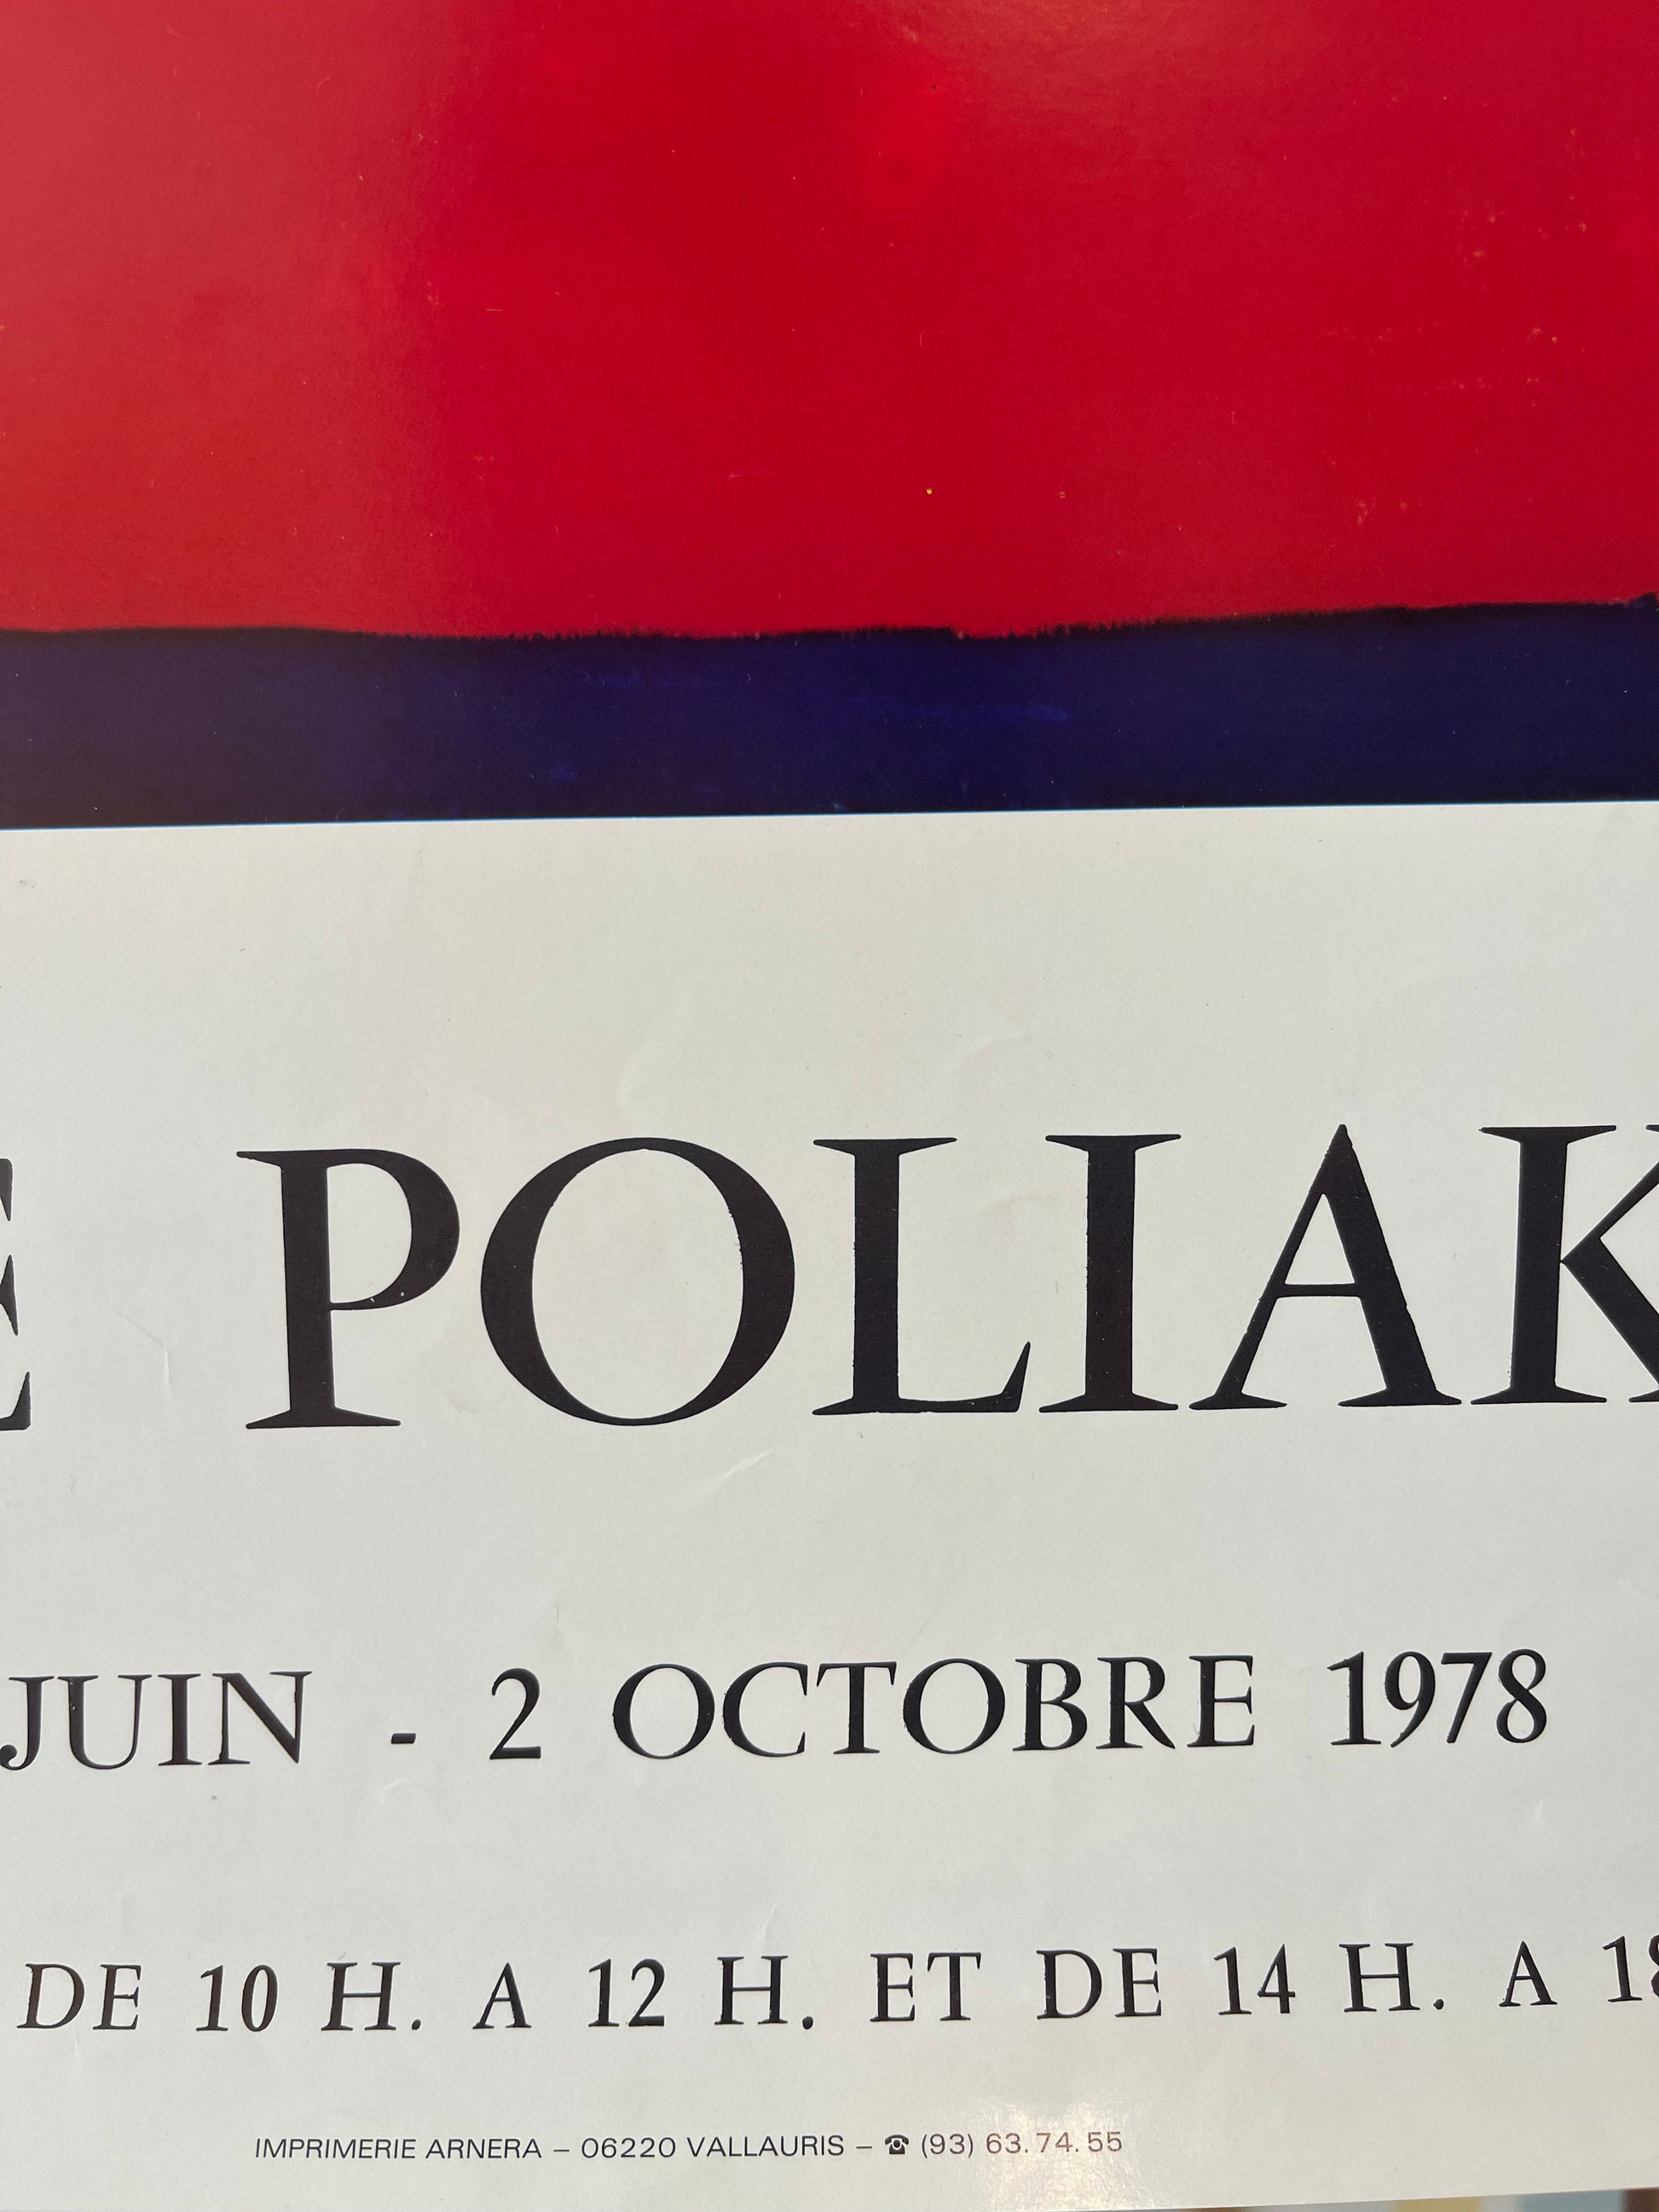 E POLIAK
JUIN - 2 OCTOBRE 1978
DE 10 H. A 12 H. ET DE 14 H. A 18
IMPRIMERIE ARNERA – 06220 VALLAURIS – ☎ (93) 63.74.55